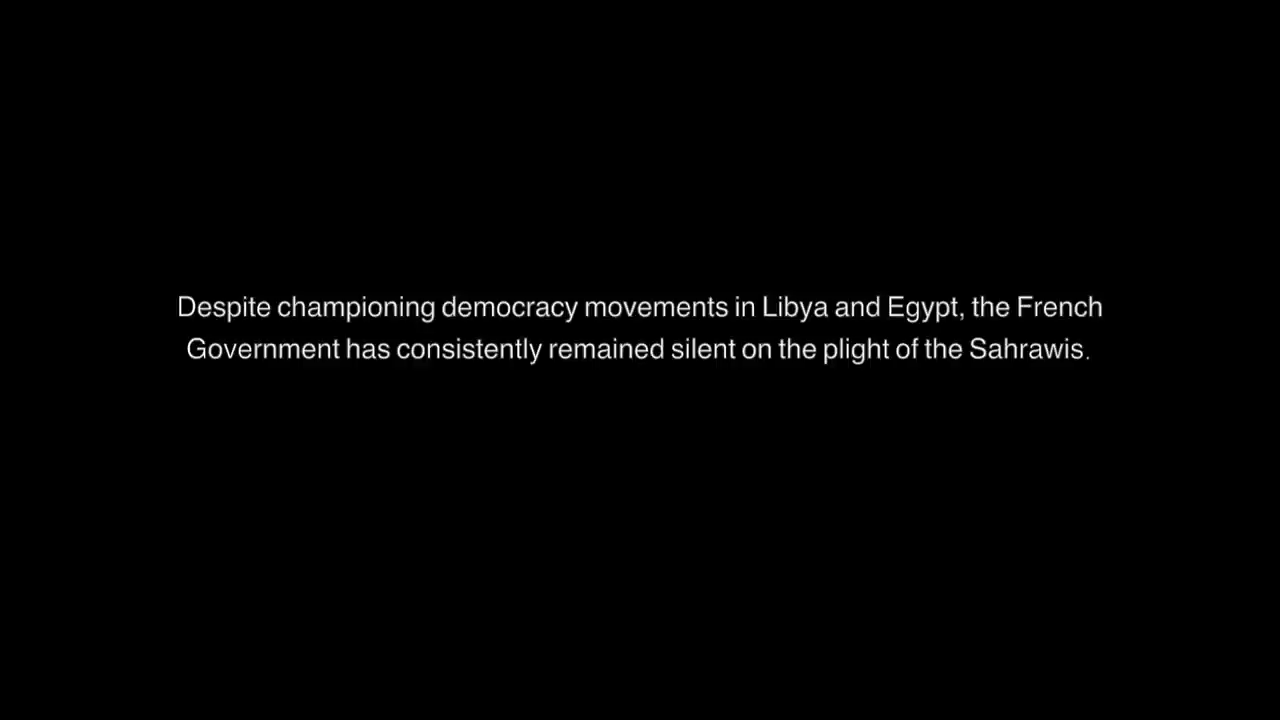 Despite championing democracy movements in Libya and Egypt, the French
Government has consistently remained silent on the plight of the Sahrawis.